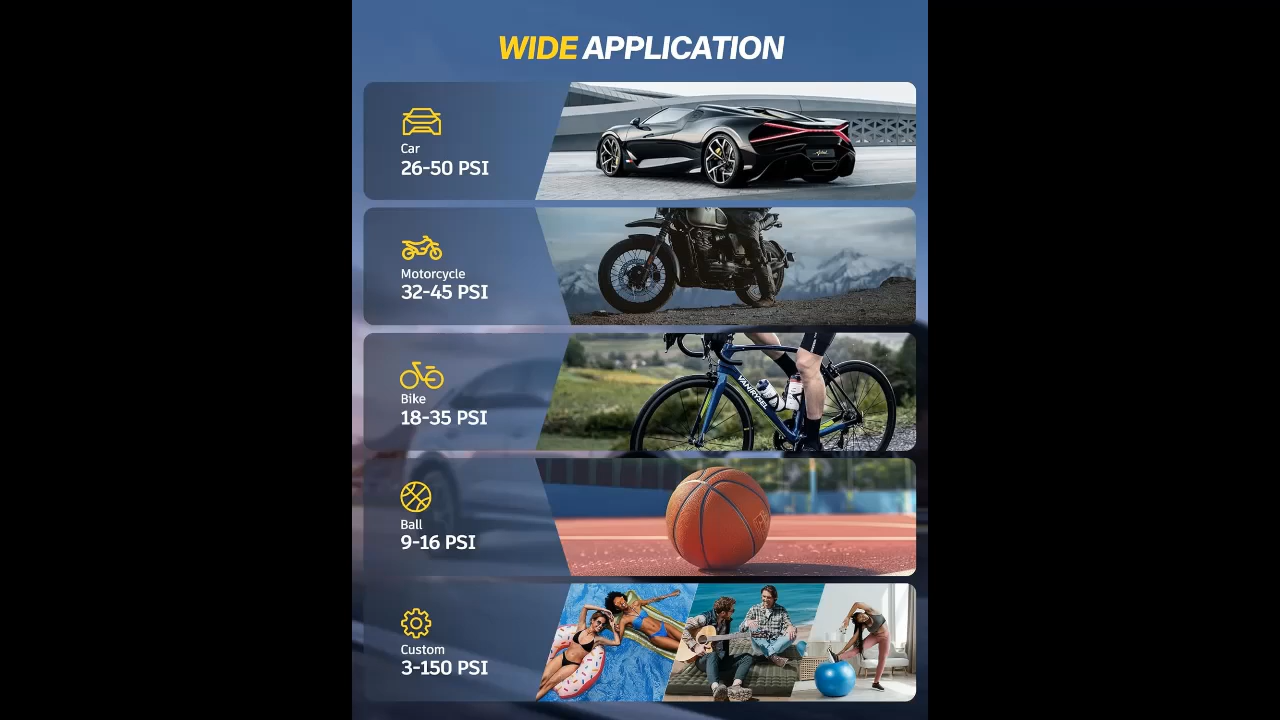 WIDE APPLICATION
Car
26-50 PSI
Motorcycle
32-45 PSI
Bike
18-35 PSI
VANRYSEL
Ball
9-16 PSI
Custom
3-150 PSI